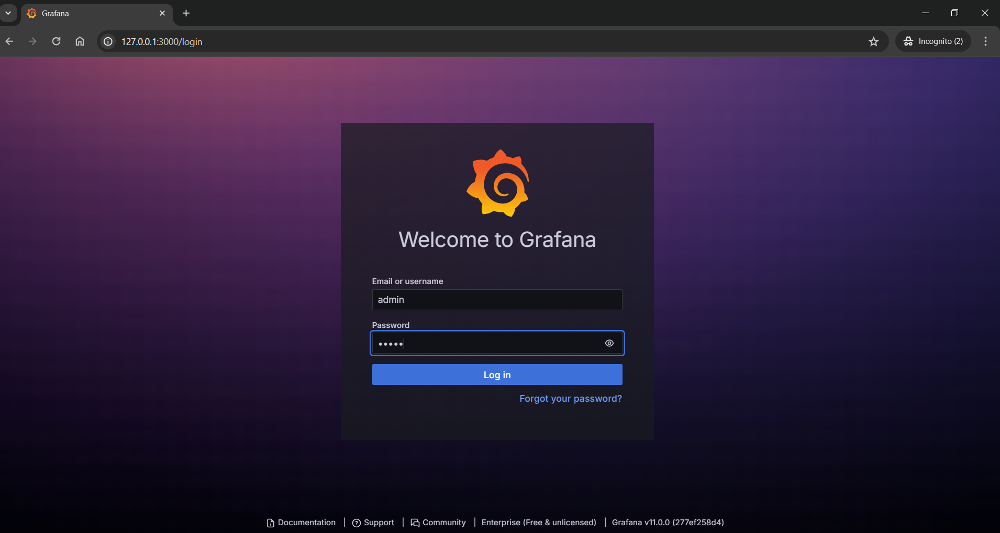 Grafana
127.0.0.1:3000/login
Incognito (2)
Welcome to Grafana
Email or username
admin
Password
•••••
Log in
Forgot your password?
Documentation | Support | Community | Enterprise (Free & unlicensed) | Grafana v11.0.0 (277ef258d4)